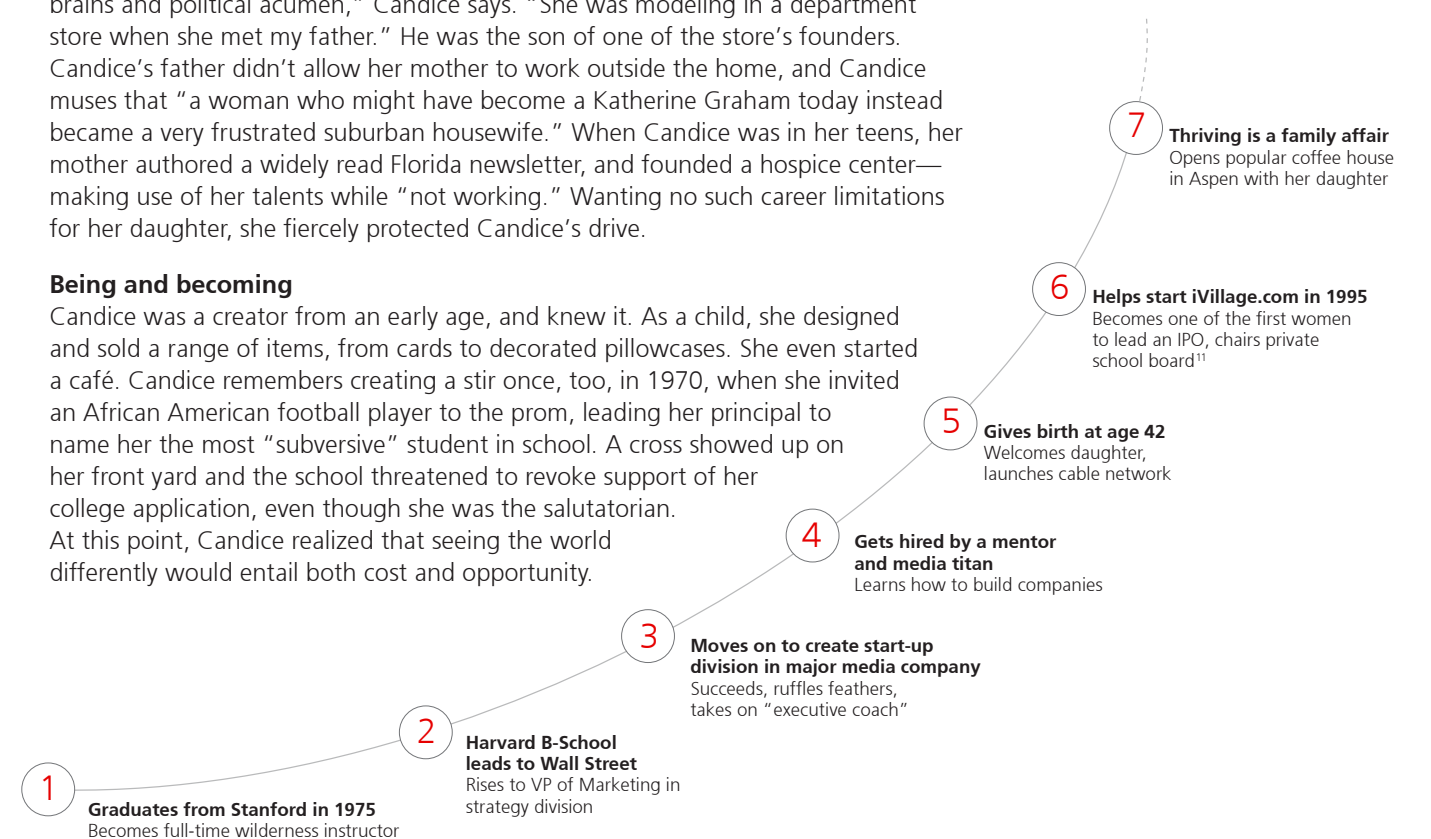 brains and political acumen,” Candice says. “She was modeling in a department
store when she met my father.” He was the son of one of the store’s founders.
Candice’s father didn’t allow her mother to work outside the home, and Candice
muses that “a woman who might have become a Katherine Graham today instead
became a very frustrated suburban housewife.” When Candice was in her teens, her
mother authored a widely read Florida newsletter, and founded a hospice center—
making use of her talents while “not working.” Wanting no such career limitations
for her daughter, she fiercely protected Candice’s drive.
Being and becoming
Candice was a creator from an early age, and knew it. As a child, she designed
and sold a range of items, from cards to decorated pillowcases. She even started
a café. Candice remembers creating a stir once, too, in 1970, when she invited
an African American football player to the prom, leading her principal to
name her the most “subversive” student in school. A cross showed up on
her front yard and the school threatened to revoke support of her
college application, even though she was the salutatorian.
At this point, Candice realized that seeing the world
differently would entail both cost and opportunity.
7
Thriving is a family affair
Opens popular coffee house
in Aspen with her daughter
6
Helps start iVillage.com in 1995
Becomes one of the first women
to lead an IPO, chairs private
school board¹¹
5
Gives birth at age 42
Welcomes daughter,
launches cable network
4
Gets hired by a mentor
and media titan
Learns how to build companies
3
Moves on to create start-up
division in major media company
Succeeds, ruffles feathers,
takes on “executive coach”
2
Harvard B-School
leads to Wall Street
Rises to VP of Marketing in
strategy division
1
Graduates from Stanford in 1975
Becomes full-time wilderness instructor